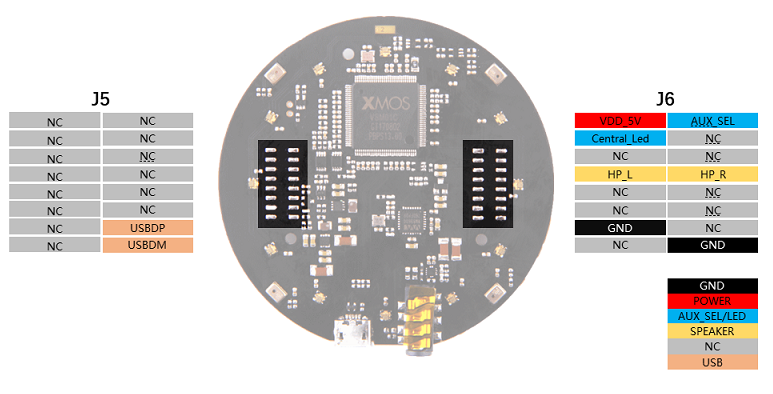 J5
NC NC
NC NC
NC NC
NC NC
NC NC
NC NC
NC USBDP
NC USBDM
XMOS
J6
VDD_5V AUX_SEL
Central_Led NC
NC NC
HP_L HP_R
NC NC
NC NC
GND NC
NC GND
GND
POWER
AUX_SEL/LED
SPEAKER
NC
USB